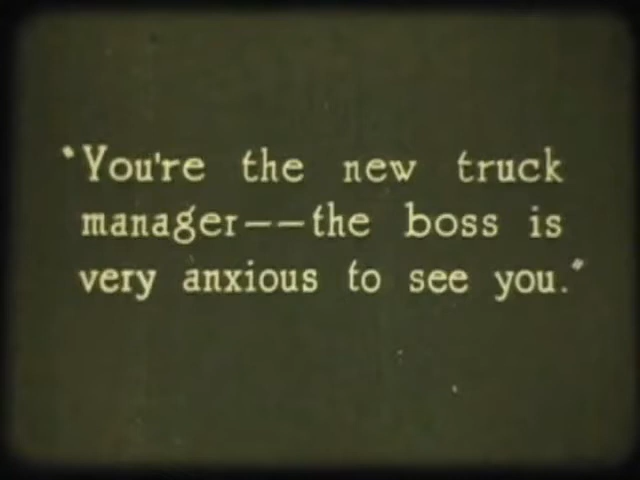 "You're the new truck
manager--the boss is
very anxious to see you."